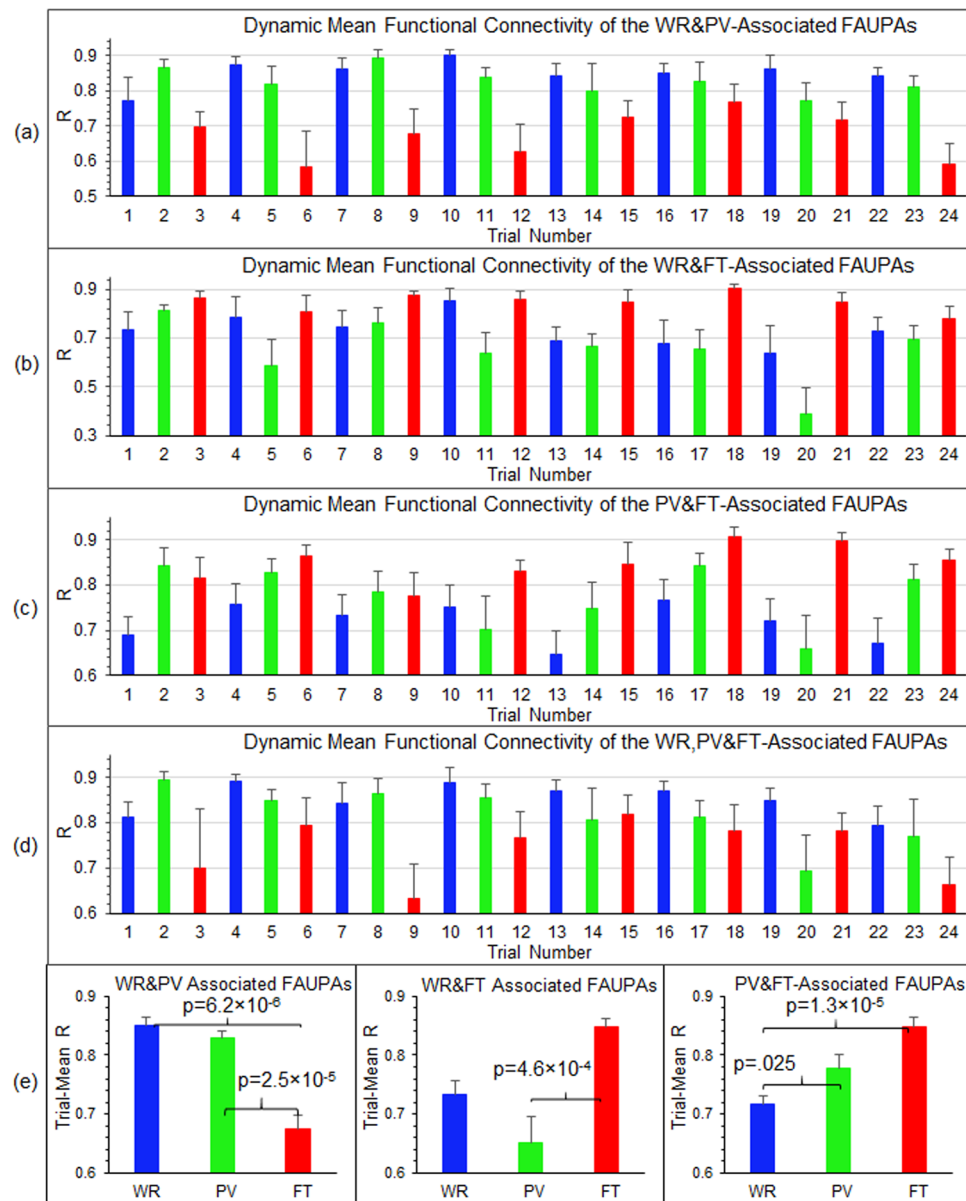 (a)
Dynamic Mean Functional Connectivity of the WR&PV-Associated FAUPAs
R
0.9
0.8
0.7
0.6
0.5
1 2 3 4 5 6 7 8 9 10 11 12 13 14 15 16 17 18 19 20 21 22 23 24
Trial Number
(b)
Dynamic Mean Functional Connectivity of the WR&FT-Associated FAUPAs
R
0.9
0.7
0.5
0.3
1 2 3 4 5 6 7 8 9 10 11 12 13 14 15 16 17 18 19 20 21 22 23 24
Trial Number
(c)
Dynamic Mean Functional Connectivity of the PV&FT-Associated FAUPAs
R
0.9
0.8
0.7
0.6
1 2 3 4 5 6 7 8 9 10 11 12 13 14 15 16 17 18 19 20 21 22 23 24
Trial Number
(d)
Dynamic Mean Functional Connectivity of the WR,PV&FT-Associated FAUPAs
R
0.9
0.8
0.7
0.6
1 2 3 4 5 6 7 8 9 10 11 12 13 14 15 16 17 18 19 20 21 22 23 24
Trial Number
(e)
WR&PV Associated FAUPAs
Trial-Mean R
0.9
0.8
0.7
0.6
p=6.2×10-6
p=2.5×10-5
WR PV FT
WR&FT Associated FAUPAs
Trial-Mean R
0.9
0.8
0.7
0.6
p=4.6×10-4
WR PV FT
PV&FT-Associated FAUPAs
Trial-Mean R
0.9
0.8
0.7
0.6
p=1.3×10-5
p=.025
WR PV FT